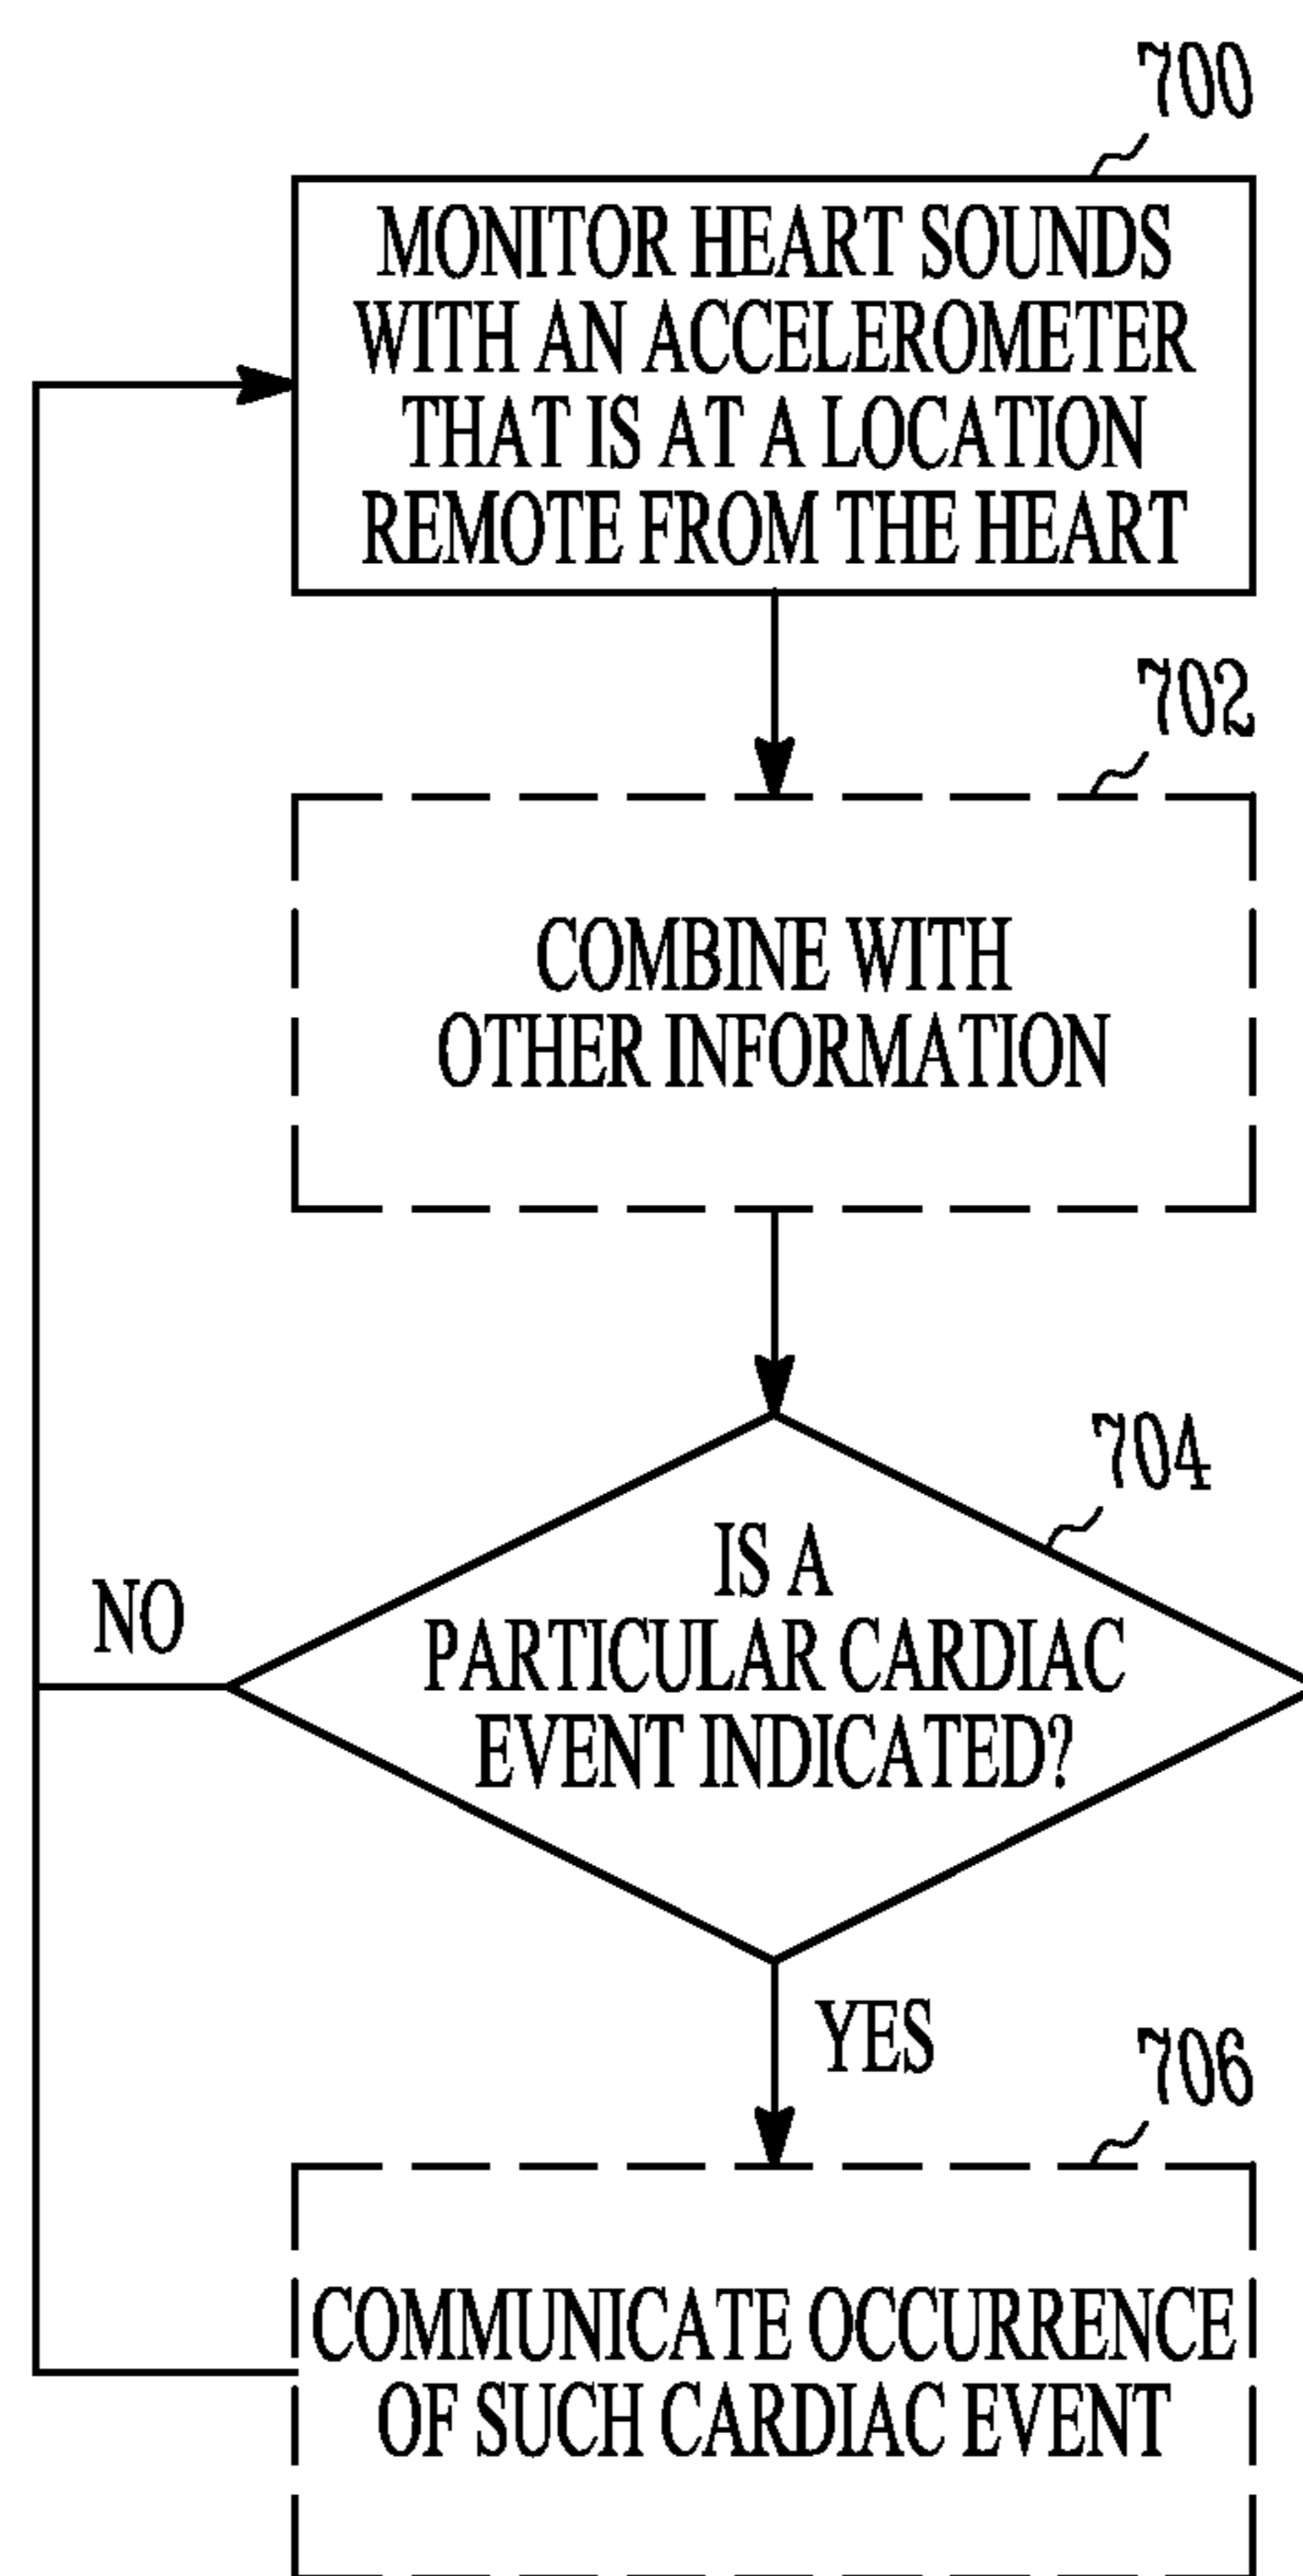 700
MONITOR HEART SOUNDS
WITH AN ACCELEROMETER
THAT IS AT A LOCATION
REMOTE FROM THE HEART
702
COMBINE WITH
OTHER INFORMATION
704
IS A
PARTICULAR CARDIAC
EVENT INDICATED?
NO
YES
706
COMMUNICATE OCCURRENCE
OF SUCH CARDIAC EVENT